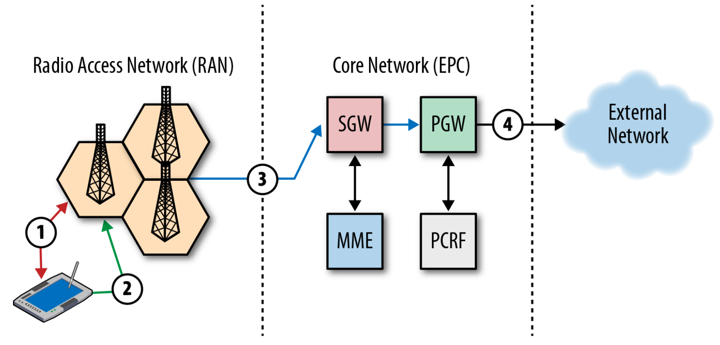 Radio Access Network (RAN)
Core Network (EPC)
SGW
PGW
4
External
Network
3
1
MME
PCRF
2